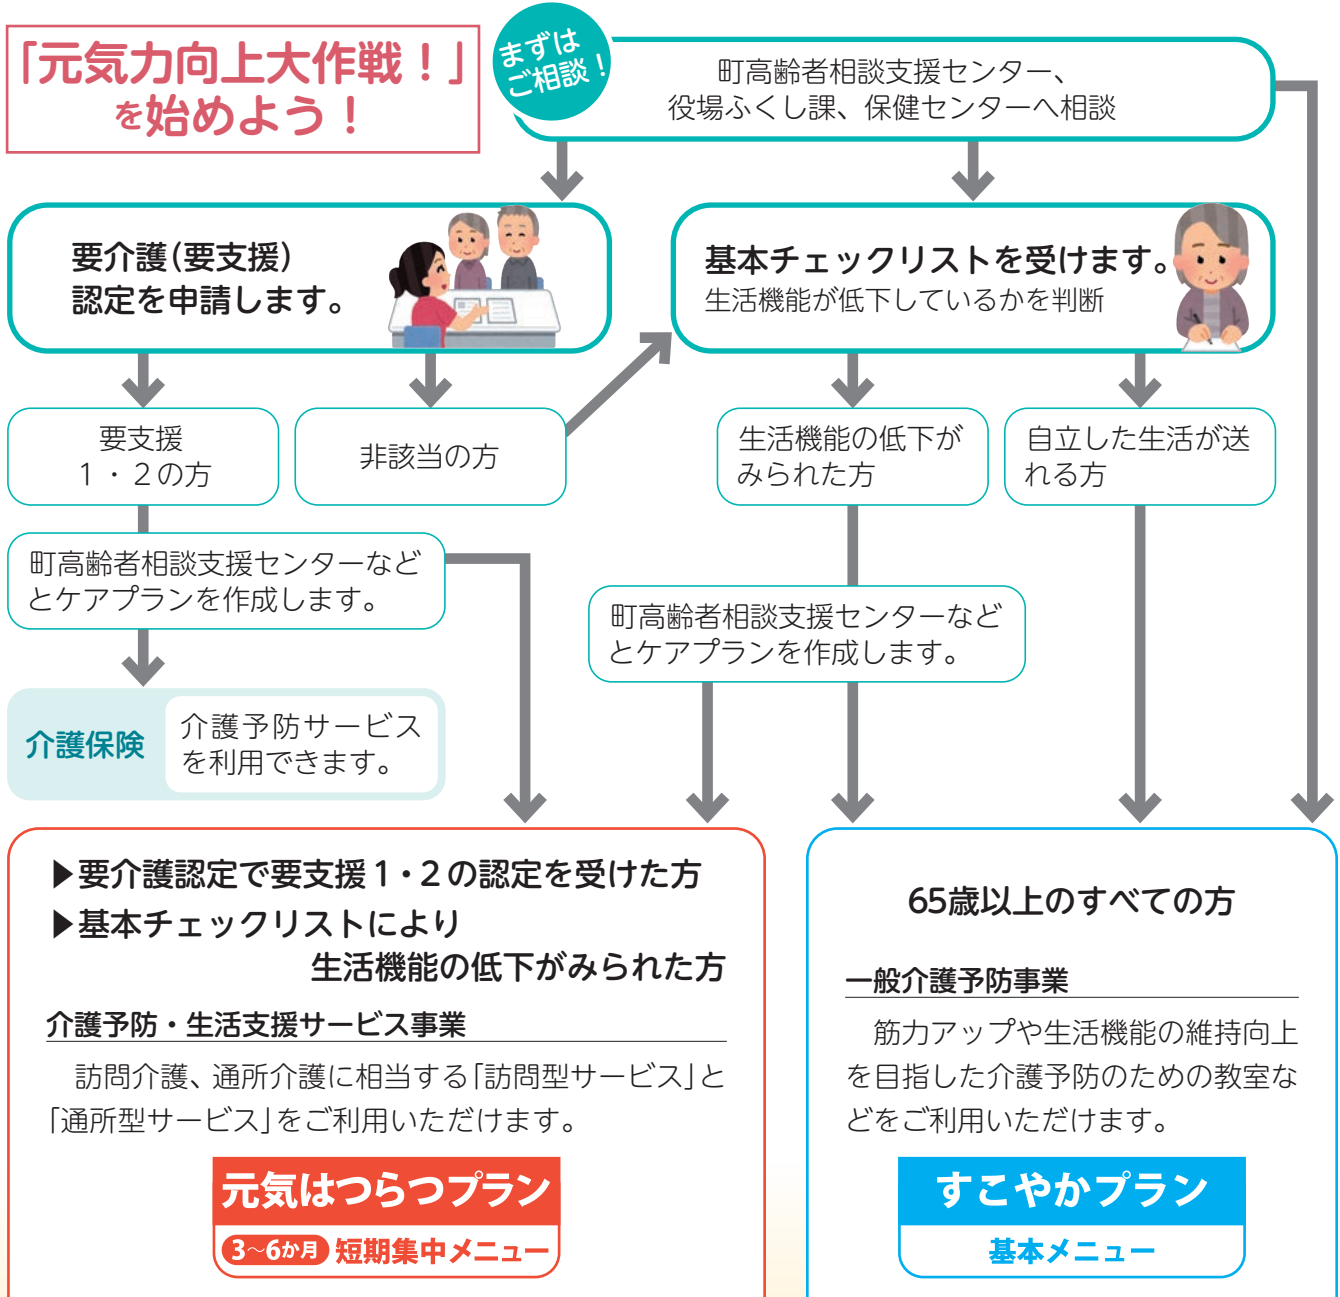 「元気力向上大作戦！」
を始めよう！
まずは
ご相談！
町高齢者相談支援センター、
役場ふくし課、保健センターへ相談
要介護（要支援）
認定を申請します。
基本チェックリストを受けます。
生活機能が低下しているかを判断
要支援
1・2の方
非該当の方
生活機能の低下が
みられた方
自立した生活が送
れる方
町高齢者相談支援センターなど
とケアプランを作成します。
町高齢者相談支援センターなど
とケアプランを作成します。
介護保険
介護予防サービス
を利用できます。
▶要介護認定で要支援1・2の認定を受けた方
▶基本チェックリストにより
生活機能の低下がみられた方
介護予防・生活支援サービス事業
訪問介護、通所介護に相当する「訪問型サービス」と
「通所型サービス」をご利用いただけます。
元気はつらつプラン
3～6か月 短期集中メニュー
65歳以上のすべての方
一般介護予防事業
筋力アップや生活機能の維持向上
を目指した介護予防のための教室な
どをご利用いただけます。
すこやかプラン
基本メニュー